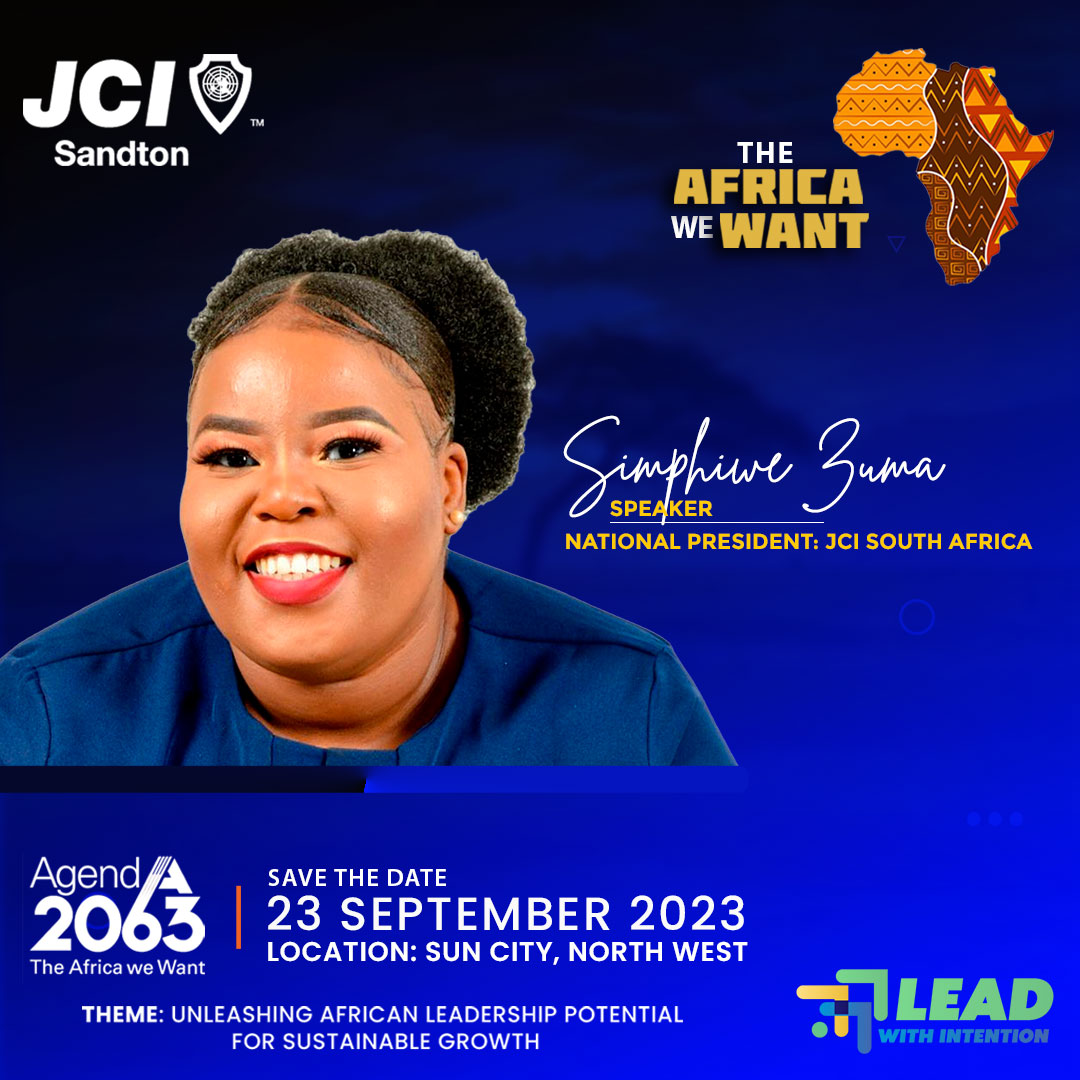 JCI
TM
Sandton
THE
AFRICA
WE WANT
Simphiwe Zuma
SPEAKER
NATIONAL PRESIDENT: JCI SOUTH AFRICA
AgendA
2063
The Africa we Want
SAVE THE DATE
23 SEPTEMBER 2023
LOCATION: SUN CITY, NORTH WEST
THEME: UNLEASHING AFRICAN LEADERSHIP POTENTIAL
FOR SUSTAINABLE GROWTH
LEAD
WITH INTENTION